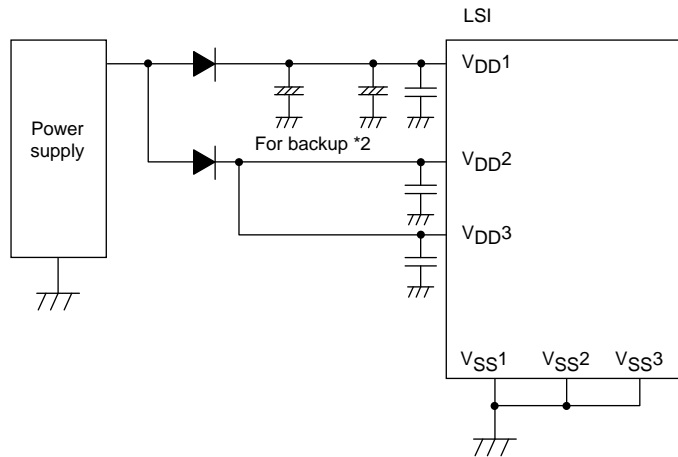 LSI
Power
supply
VDD1
For backup *2
VDD2
VDD3
VSS1 VSS2 VSS3